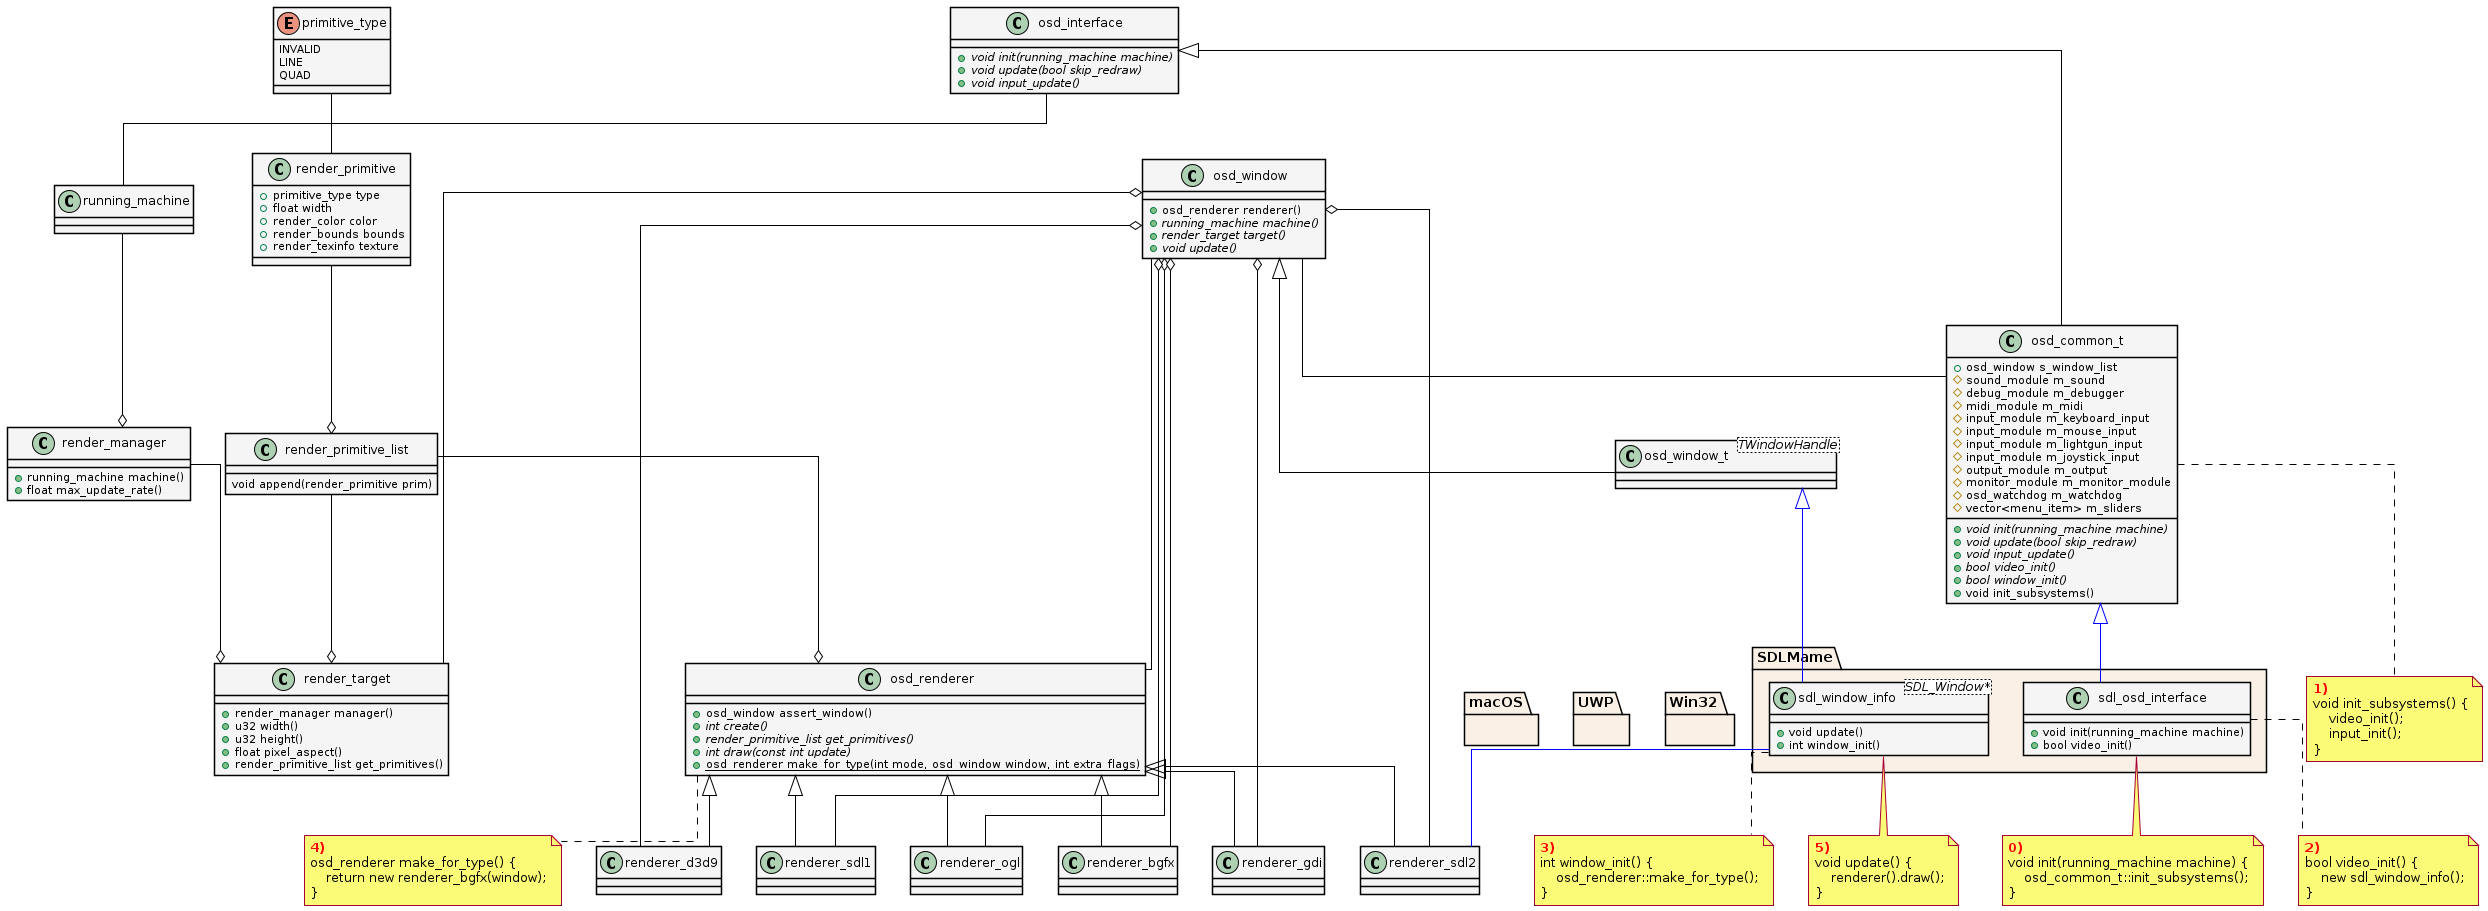 E primitive_type
INVALID
LINE
QUAD
C osd_interface
void init(running_machine machine)
void update(bool skip_redraw)
void input_update()
C running_machine
C render_primitive
primitive_type type
float width
render_color color
render_bounds bounds
render_texinfo texture
C osd_window
osd_renderer renderer()
running_machine machine()
render_target target()
void update()
C osd_common_t
osd_window s_window_list
sound_module m_sound
debug_module m_debugger
midi_module m_midi
input_module m_keyboard_input
input_module m_mouse_input
input_module m_lightgun_input
input_module m_joystick_input
output_module m_output
monitor_module m_monitor_module
osd_watchdog m_watchdog
vector<menu_item> m_sliders
void init(running_machine machine)
void update(bool skip_redraw)
void input_update()
bool video_init()
bool window_init()
void init_subsystems()
C render_manager
running_machine machine()
float max_update_rate()
C render_primitive_list
void append(render_primitive prim)
C osd_window_t
TWindowHandle
C render_target
render_manager manager()
u32 width()
u32 height()
float pixel_aspect()
render_primitive_list get_primitives()
C osd_renderer
osd_window assert_window()
int create()
render_primitive_list get_primitives()
int draw(const int update)
osd_renderer make_for_type(int mode, osd_window window, int extra_flags)
macOS
UWP
Win32
SDLMame
C sdl_window_info
SDL_Window*
void update()
int window_init()
C sdl_osd_interface
void init(running_machine machine)
bool video_init()
1)
void init_subsystems() {
video_init();
input_init();
}
4)
osd_renderer make_for_type() {
return new renderer_bgfx(window);
}
C renderer_d3d9
C renderer_sdl1
C renderer_ogl
C renderer_bgfx
C renderer_gdi
C renderer_sdl2
3)
int window_init() {
osd_renderer::make_for_type();
}
5)
void update() {
renderer().draw();
}
0)
void init(running_machine machine) {
osd_common_t::init_subsystems();
}
2)
bool video_init() {
new sdl_window_info();
}